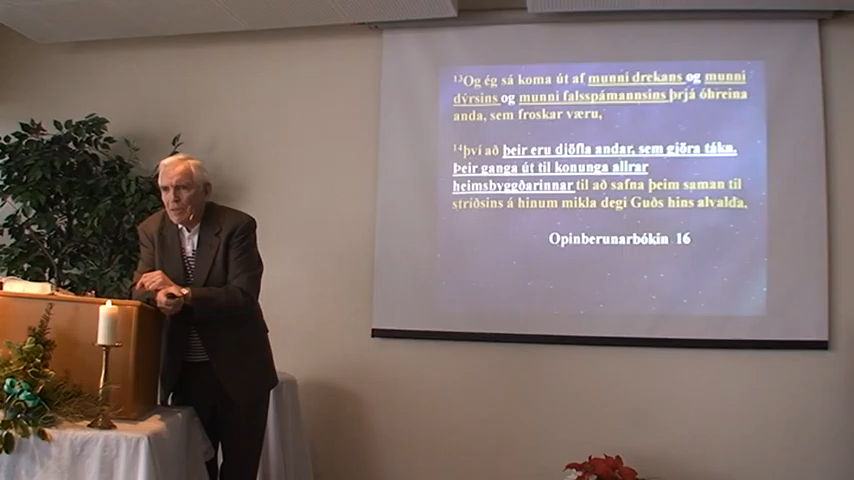 ¹³Og ég sá koma út af munni drekans og munni
dýrsins og munni falsspámannsins þrjá óhreina
anda, sem froskar væru,
¹⁴því að þeir eru djöfla andar, sem gjöra tákn.
Þeir ganga út til konunga allrar
heimsbyggðarinnar til að safna þeim saman til
stríðsins á hinum mikla degi Guðs hins alvalda.
Opinberunarbókin 16